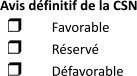 Avis définitif de la CSN
❒ Favorable
❒ Réservé
❒ Défavorable